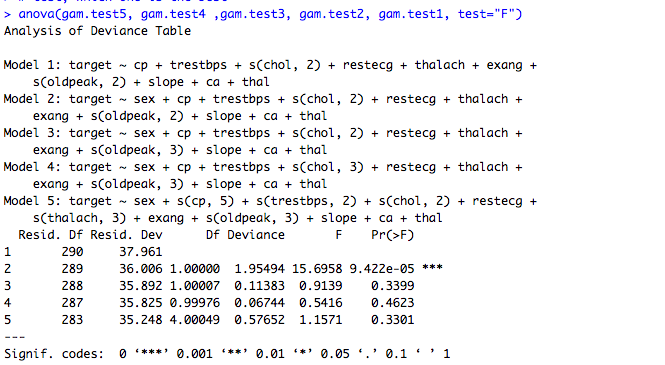 > anova(gam.test5, gam.test4 ,gam.test3, gam.test2, gam.test1, test="F")
Analysis of Deviance Table
Model 1: target ~ cp + trestbps + s(chol, 2) + restecg + thalach + exang +
s(oldpeak, 2) + slope + ca + thal
Model 2: target ~ sex + cp + trestbps + s(chol, 2) + restecg + thalach +
exang + s(oldpeak, 2) + slope + ca + thal
Model 3: target ~ sex + cp + trestbps + s(chol, 2) + restecg + thalach +
exang + s(oldpeak, 3) + slope + ca + thal
Model 4: target ~ sex + cp + trestbps + s(chol, 3) + restecg + thalach +
exang + s(oldpeak, 3) + slope + ca + thal
Model 5: target ~ sex + s(cp, 5) + s(trestbps, 2) + s(chol, 2) + restecg +
s(thalach, 3) + exang + s(oldpeak, 3) + slope + ca + thal
Resid. Df Resid. Dev Df Deviance F Pr(>F)
1 290 37.961
2 289 36.006 1.00000 1.95494 15.6958 9.422e-05 ***
3 288 35.892 1.00007 0.11383 0.9139 0.3399
4 287 35.825 0.99976 0.06744 0.5416 0.4623
5 283 35.248 4.00049 0.57652 1.1571 0.3301
---
Signif. codes: 0 ‘***’ 0.001 ‘**’ 0.01 ‘*’ 0.05 ‘.’ 0.1 ‘ ’ 1